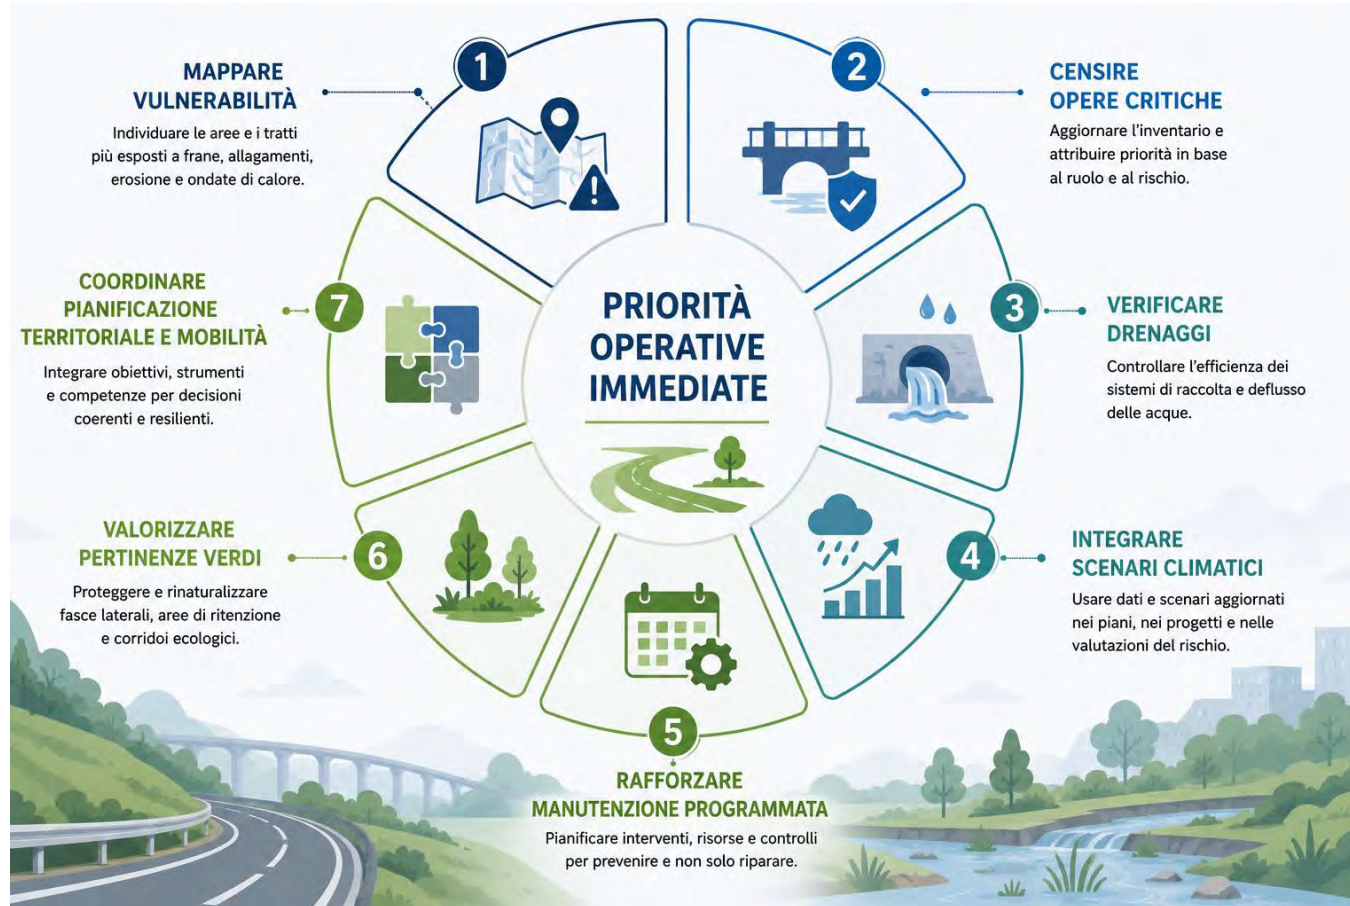 PRIORITÀ
OPERATIVE
IMMEDIATE
1
MAPPARE
VULNERABILITÀ
Individuare le aree e i tratti
più esposti a frane, allagamenti,
erosione e ondate di calore.
2
CENSIRE
OPERE CRITICHE
Aggiornare l'inventario e
attribuire priorità in base
al ruolo e al rischio.
3
VERIFICARE
DRENAGGI
Controllare l'efficienza dei
sistemi di raccolta e deflusso
delle acque.
4
INTEGRARE
SCENARI CLIMATICI
Usare dati e scenari aggiornati
nei piani, nei progetti e nelle
valutazioni del rischio.
5
RAFFORZARE
MANUTENZIONE PROGRAMMATA
Pianificare interventi, risorse e controlli
per prevenire e non solo riparare.
6
VALORIZZARE
PERTINENZE VERDI
Proteggere e rinaturalizzare
fasce laterali, aree di ritenzione
e corridoi ecologici.
7
COORDINARE
PIANIFICAZIONE
TERRITORIALE E MOBILITÀ
Integrare obiettivi, strumenti
e competenze per decisioni
coerenti e resilienti.